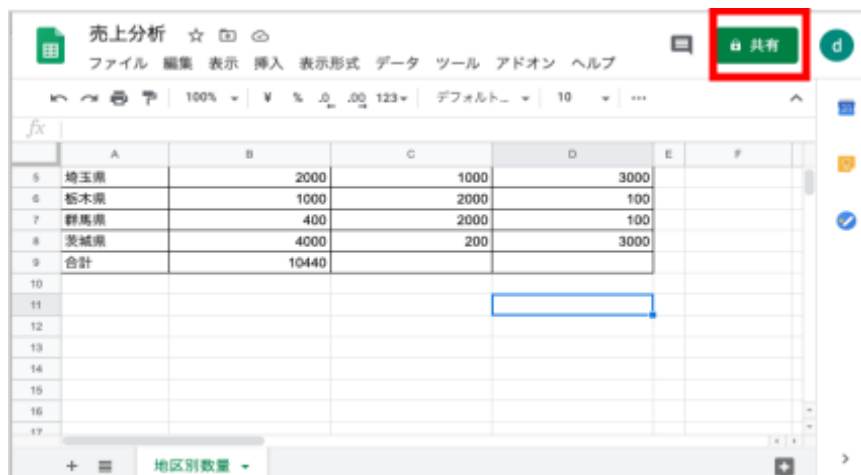 売上分析
共有
d
ファイル 編集 表示 挿入 表示形式 データ ツール アドオン ヘルプ
100% ¥ % .0 .00 123 デフォルト... 10 ...
fx
A B C D E F
5 埼玉県 2000 1000 3000
6 栃木県 1000 2000 100
7 群馬県 400 2000 100
8 茨城県 4000 200 3000
9 合計 10440
10
11
12
13
14
15
16
17
地区別数量